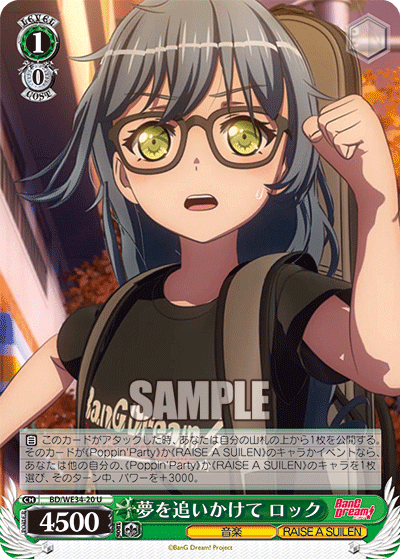 LEVEL
1
0
COST
SAMPLE
BanG Dream!
自 このカードがアタックした時、あなたは自分の山札の上から1枚を公開する。
そのカードが《Poppin'Party》か《RAISE A SUILEN》のキャラかイベントなら、
あなたは他の自分の、《Poppin'Party》か《RAISE A SUILEN》のキャラを1枚
選び、そのターン中、パワーを+3000。
CH BD/WE34-20 U
4500
夢を追いかけて ロック
BanG Dream!
音楽
RAISE A SUILEN
©BanG Dream! Project